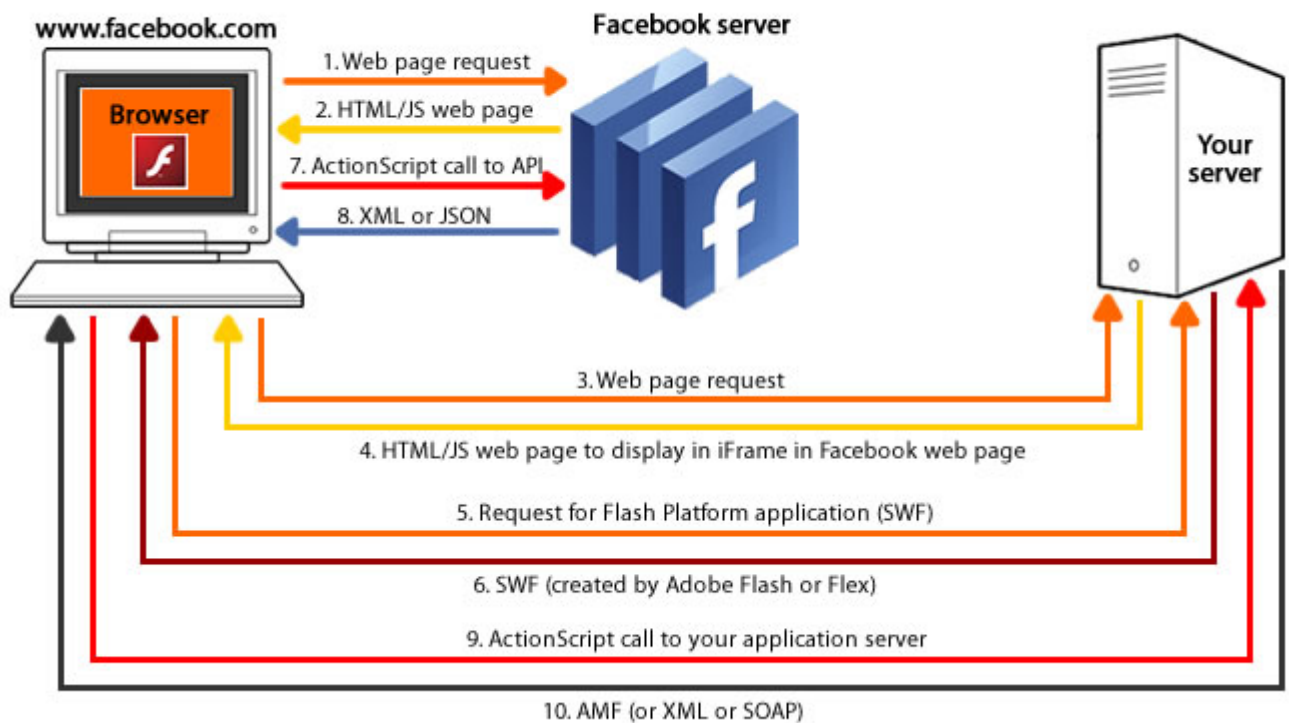 www.facebook.com
Facebook server
1. Web page request
Browser
2. HTML/JS web page
7. ActionScript call to API
8. XML or JSON
Your
server
3. Web page request
4. HTML/JS web page to display in iFrame in Facebook web page
5. Request for Flash Platform application (SWF)
6. SWF (created by Adobe Flash or Flex)
9. ActionScript call to your application server
10. AMF (or XML or SOAP)